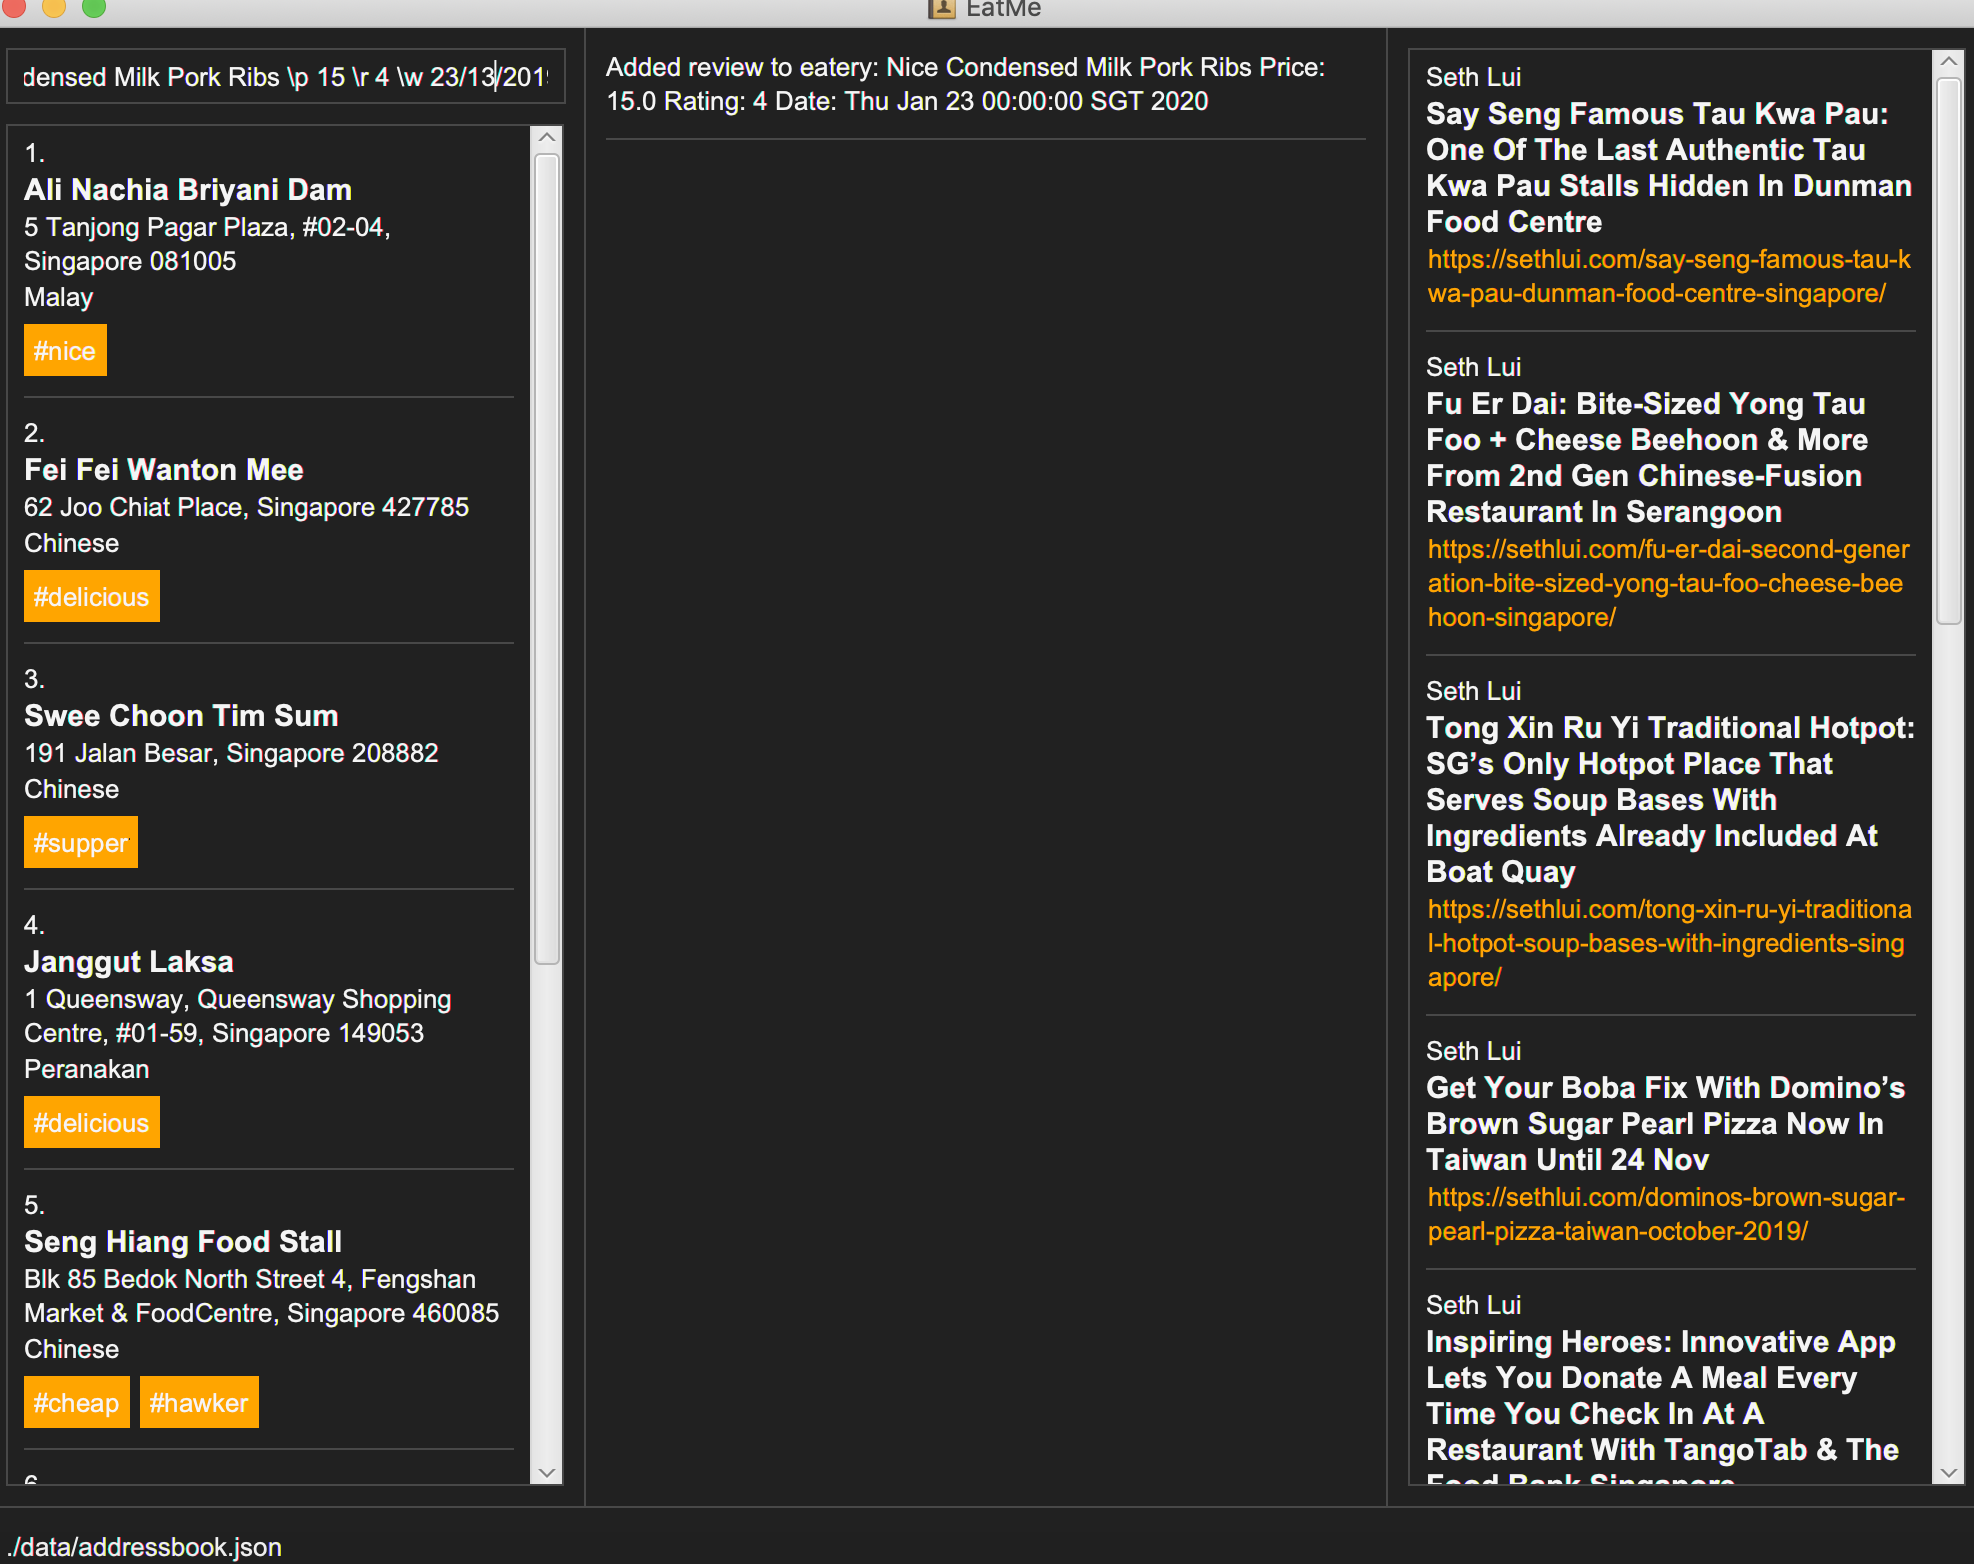 EatMe
densed Milk Pork Ribs \p 15 \r 4 \w 23/13/201
1.
Ali Nachia Briyani Dam
5 Tanjong Pagar Plaza, #02-04,
Singapore 081005
Malay
#nice
2.
Fei Fei Wanton Mee
62 Joo Chiat Place, Singapore 427785
Chinese
#delicious
3.
Swee Choon Tim Sum
191 Jalan Besar, Singapore 208882
Chinese
#supper
4.
Janggut Laksa
1 Queensway, Queensway Shopping
Centre, #01-59, Singapore 149053
Peranakan
#delicious
5.
Seng Hiang Food Stall
Blk 85 Bedok North Street 4, Fengshan
Market & FoodCentre, Singapore 460085
Chinese
#cheap #hawker
6.
Added review to eatery: Nice Condensed Milk Pork Ribs Price:
15.0 Rating: 4 Date: Thu Jan 23 00:00:00 SGT 2020
Seth Lui
Say Seng Famous Tau Kwa Pau:
One Of The Last Authentic Tau
Kwa Pau Stalls Hidden In Dunman
Food Centre
https://sethlui.com/say-seng-famous-tau-k
wa-pau-dunman-food-centre-singapore/
Seth Lui
Fu Er Dai: Bite-Sized Yong Tau
Foo + Cheese Beehoon & More
From 2nd Gen Chinese-Fusion
Restaurant In Serangoon
https://sethlui.com/fu-er-dai-second-gener
ation-bite-sized-yong-tau-foo-cheese-bee
hoon-singapore/
Seth Lui
Tong Xin Ru Yi Traditional Hotpot:
SG’s Only Hotpot Place That
Serves Soup Bases With
Ingredients Already Included At
Boat Quay
https://sethlui.com/tong-xin-ru-yi-traditiona
l-hotpot-soup-bases-with-ingredients-sing
apore/
Seth Lui
Get Your Boba Fix With Domino’s
Brown Sugar Pearl Pizza Now In
Taiwan Until 24 Nov
https://sethlui.com/dominos-brown-sugar-
pearl-pizza-taiwan-october-2019/
Seth Lui
Inspiring Heroes: Innovative App
Lets You Donate A Meal Every
Time You Check In At A
Restaurant With TangoTab & The
Food Bank Singapore
./data/addressbook.json